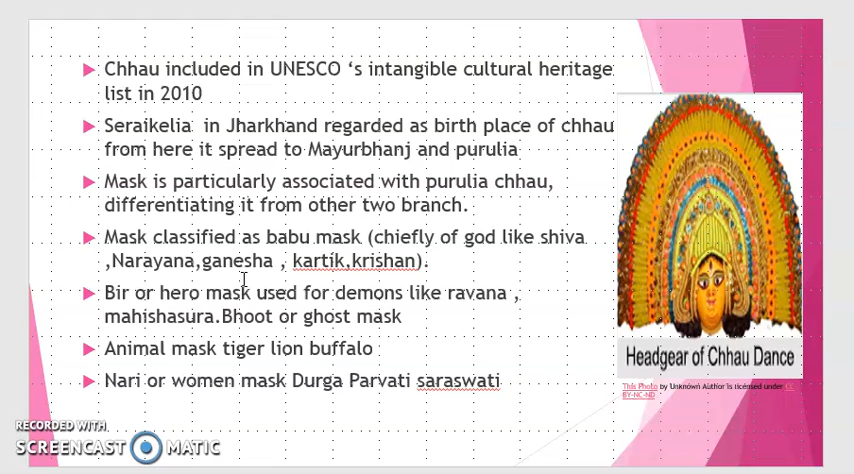 Chhau included in UNESCO ‘s intangible cultural heritage
list in 2010
Seraikelia in Jharkhand regarded as birth place of chhau
from here it spread to Mayurbhanj and purulia
Mask is particularly associated with purulia chhau,
differentiating it from other two branch.
Mask classified as babu mask (chiefly of god like shiva
,Narayana,ganesha , kartik,krishan).
Bir or hero mask used for demons like ravana ,
mahishasura.Bhoot or ghost mask
Animal mask tiger lion buffalo
Nari or women mask Durga Parvati saraswati
Headgear of Chhau Dance
This Photo by Unknown Author is licensed under CC
BY-NC-ND
RECORDED WITH
SCREENCAST MATIC